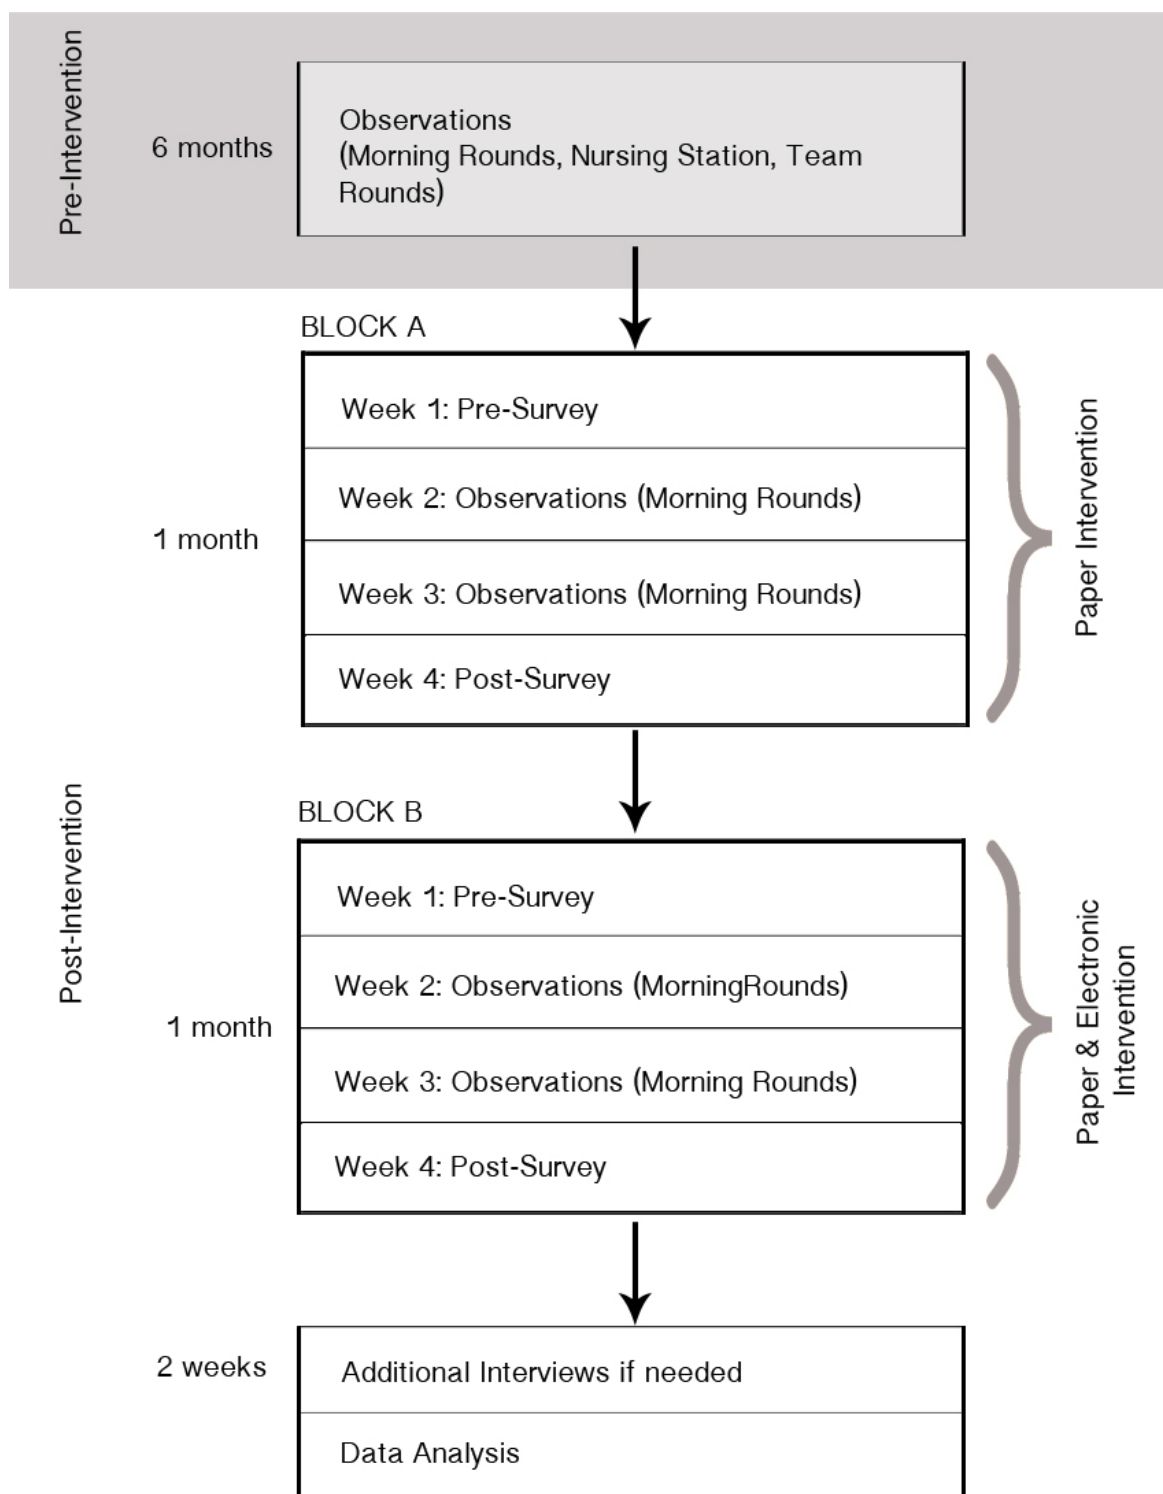 Pre-Intervention
6 months
Observations
(Morning Rounds, Nursing Station, Team
Rounds)
BLOCK A
1 month
Week 1: Pre-Survey
Week 2: Observations (Morning Rounds)
Week 3: Observations (Morning Rounds)
Week 4: Post-Survey
Paper Intervention
Post-Intervention
BLOCK B
1 month
Week 1: Pre-Survey
Week 2: Observations (MorningRounds)
Week 3: Observations (Morning Rounds)
Week 4: Post-Survey
Paper & Electronic
Intervention
2 weeks
Additional Interviews if needed
Data Analysis